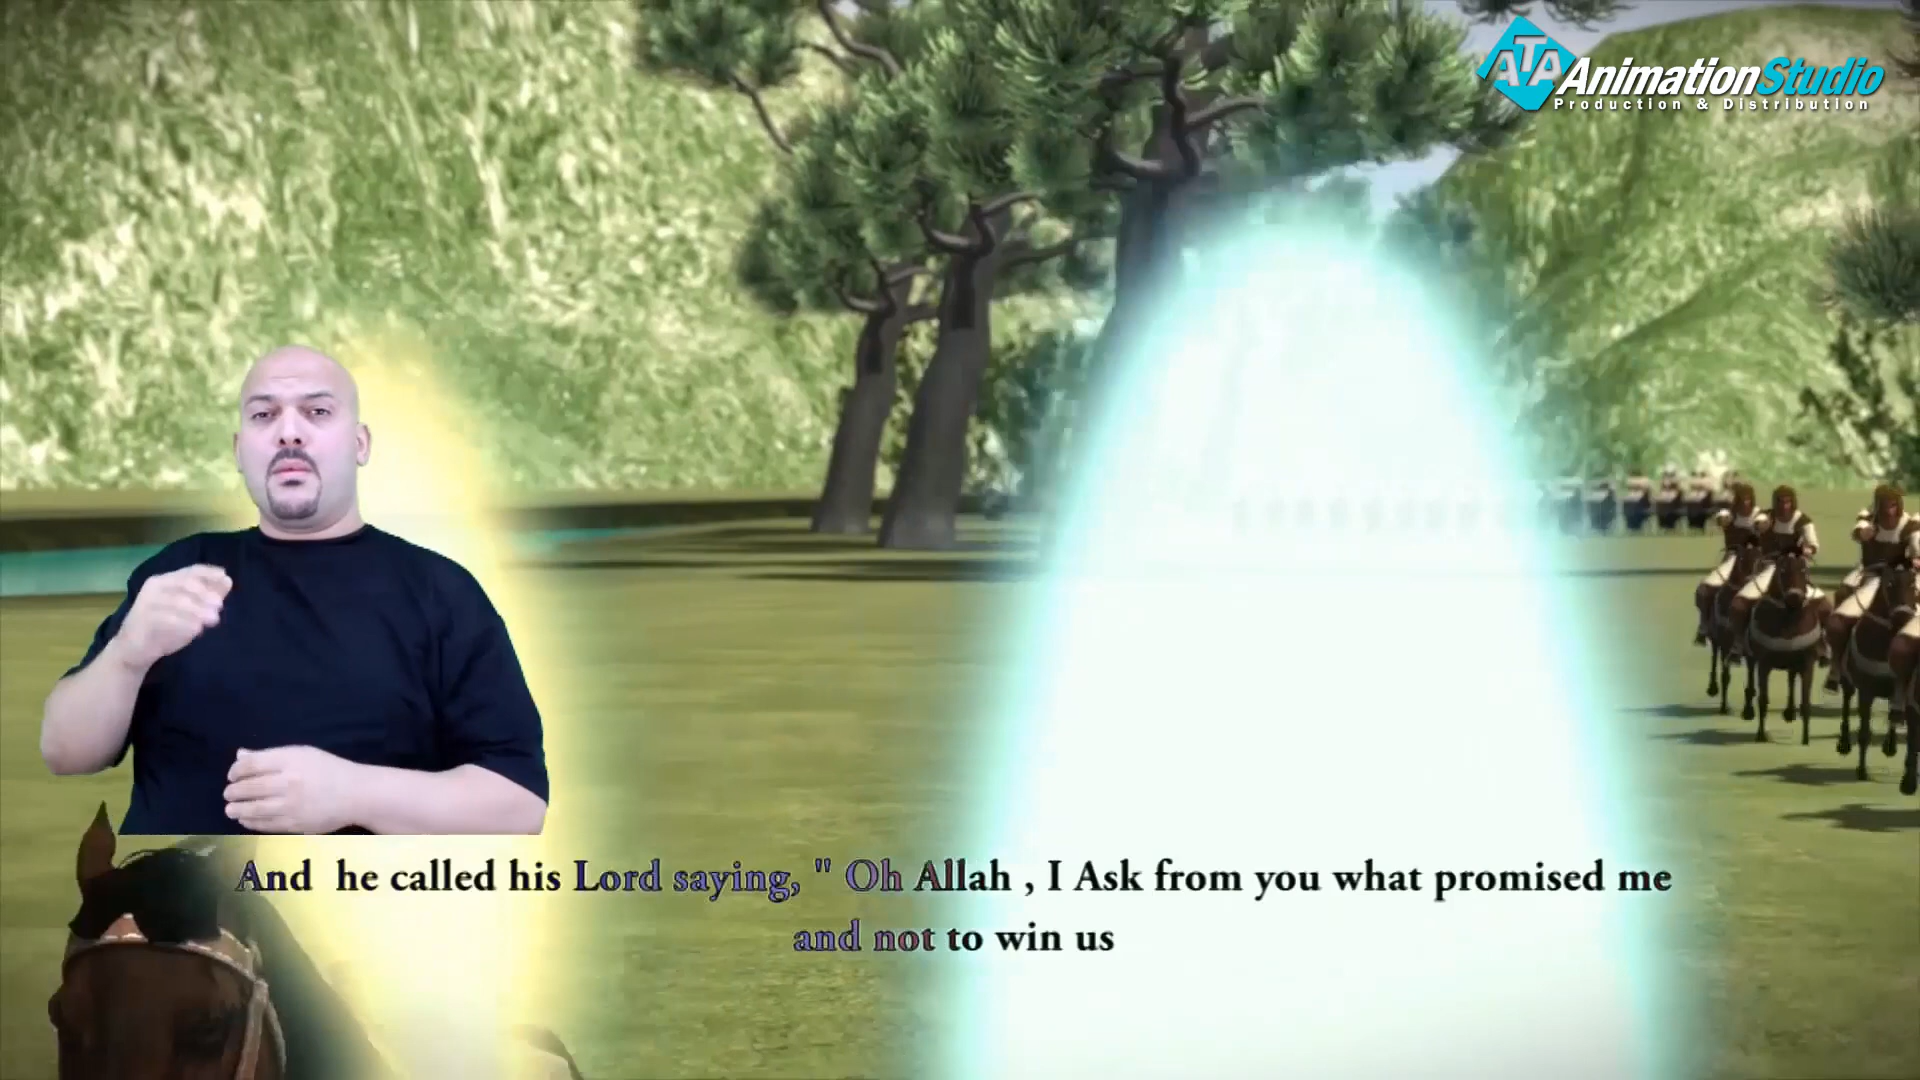 ATA AnimationStudio
Production & Distribution
And he called his Lord saying, " Oh Allah , I Ask from you what promised me
and not to win us